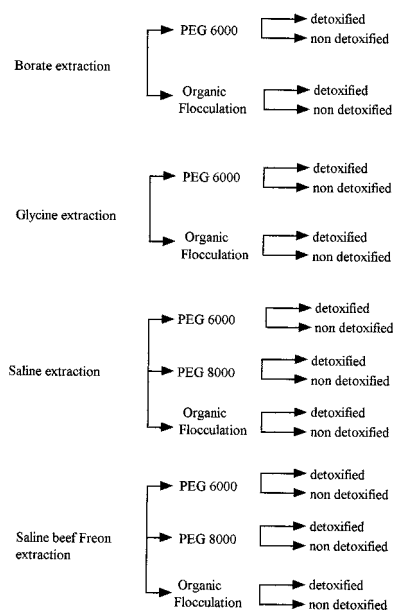 Borate extraction
PEG 6000
detoxified
non detoxified
Organic
Flocculation
detoxified
non detoxified
Glycine extraction
PEG 6000
detoxified
non detoxified
Organic
Flocculation
detoxified
non detoxified
Saline extraction
PEG 6000
detoxified
non detoxified
PEG 8000
detoxified
non detoxified
Organic
Flocculation
detoxified
non detoxified
Saline beef Freon
extraction
PEG 6000
detoxified
non detoxified
PEG 8000
detoxified
non detoxified
Organic
Flocculation
detoxified
non detoxified